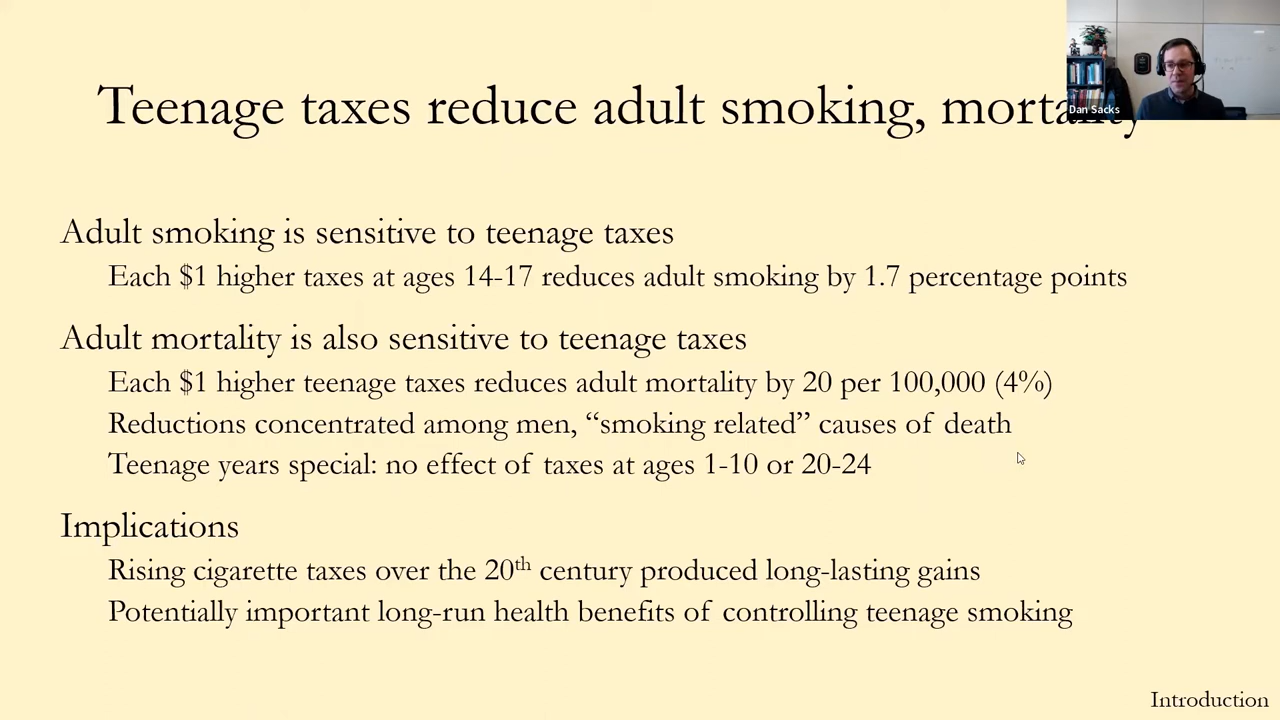 Teenage taxes reduce adult smoking, mortality
Dan Sacks
Adult smoking is sensitive to teenage taxes
Each $1 higher taxes at ages 14-17 reduces adult smoking by 1.7 percentage points
Adult mortality is also sensitive to teenage taxes
Each $1 higher teenage taxes reduces adult mortality by 20 per 100,000 (4%)
Reductions concentrated among men, “smoking related” causes of death
Teenage years special: no effect of taxes at ages 1-10 or 20-24
Implications
Rising cigarette taxes over the 20th century produced long-lasting gains
Potentially important long-run health benefits of controlling teenage smoking
Introduction